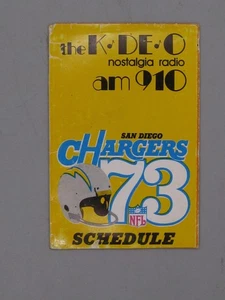 the K·DE·O
nostalgia radio
am 910
SAN DIEGO
CHARGERS
73
NFL
SCHEDULE